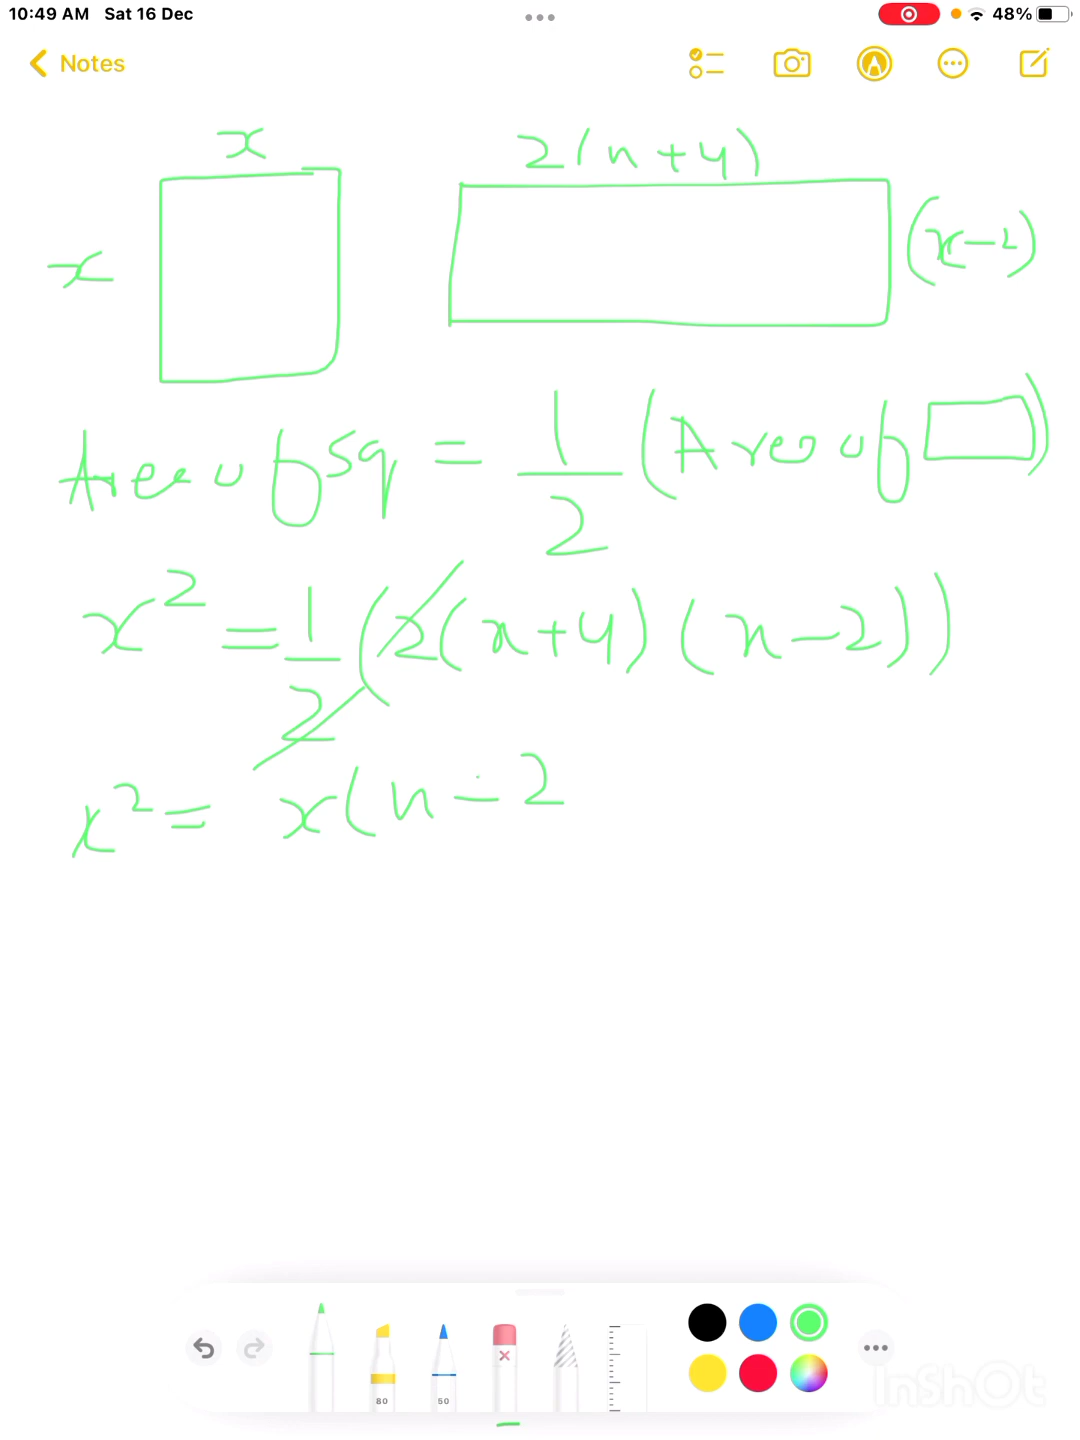 10:49 AM Sat 16 Dec
48%
Notes
x
2(n+4)
x
(x-2)
Area of sq = 1/2 (Area of ▭)
x² = 1/2 (2(n+4)(n-2))
x² = x(n-2
80
50
InShOt